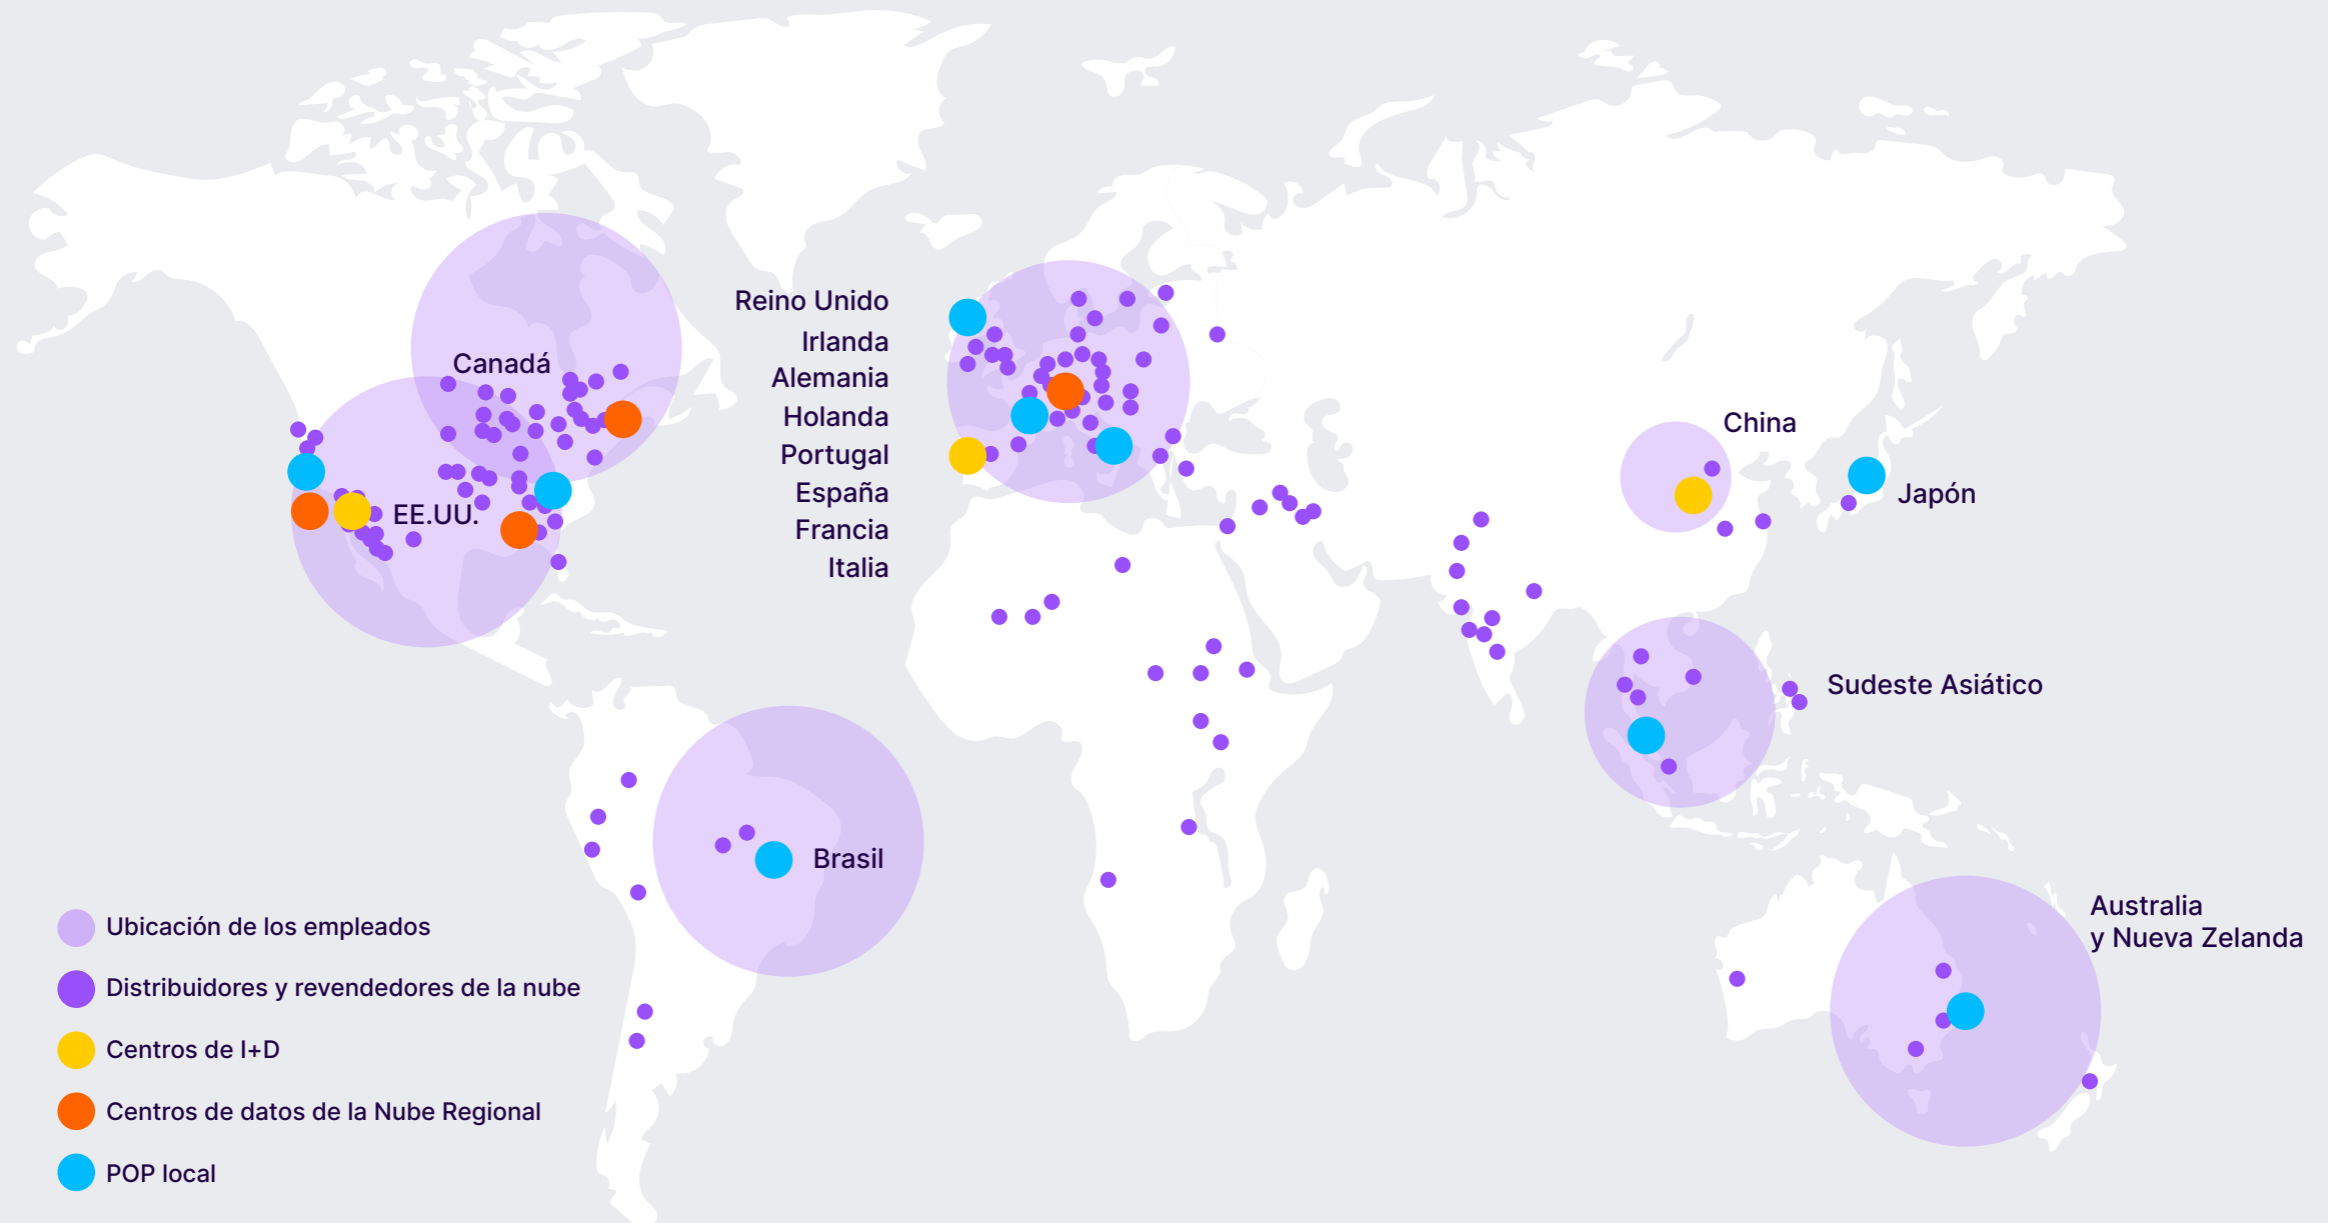 Canadá
EE.UU.
Reino Unido
Irlanda
Alemania
Holanda
Portugal
España
Francia
Italia
China
Japón
Sudeste Asiático
Brasil
Australia
y Nueva Zelanda
Ubicación de los empleados
Distribuidores y revendedores de la nube
Centros de I+D
Centros de datos de la Nube Regional
POP local